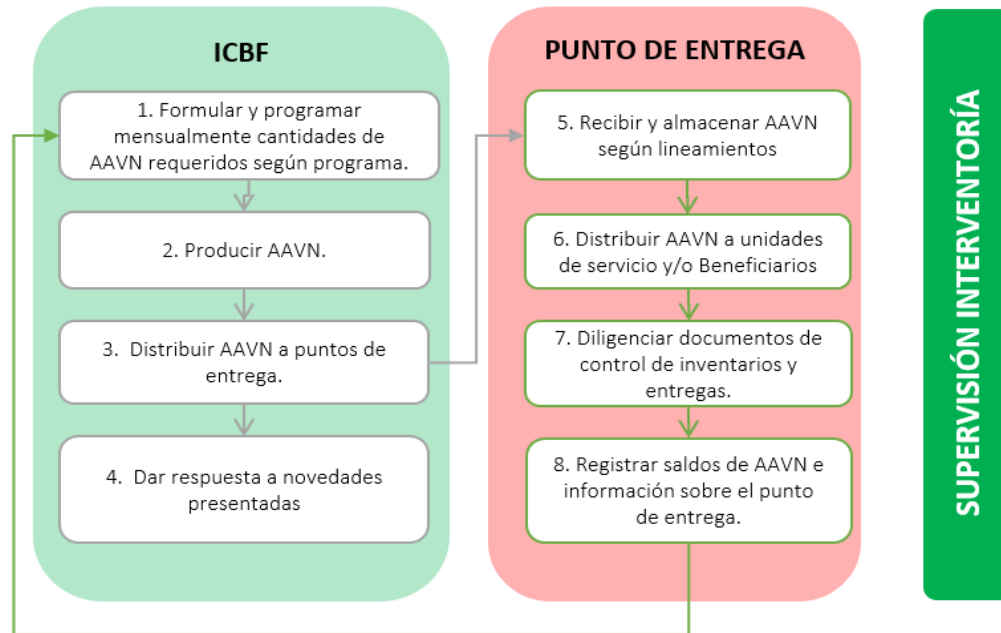 ICBF
1. Formular y programar
mensualmente cantidades de
AAVN requeridos según programa.
2. Producir AAVN.
3. Distribuir AAVN a puntos de
entrega.
4. Dar respuesta a novedades
presentadas
PUNTO DE ENTREGA
5. Recibir y almacenar AAVN
según lineamientos
6. Distribuir AAVN a unidades
de servicio y/o Beneficiarios
7. Diligenciar documentos de
control de inventarios y
entregas.
8. Registrar saldos de AAVN e
información sobre el punto
de entrega.
SUPERVISIÓN INTERVENTORÍA